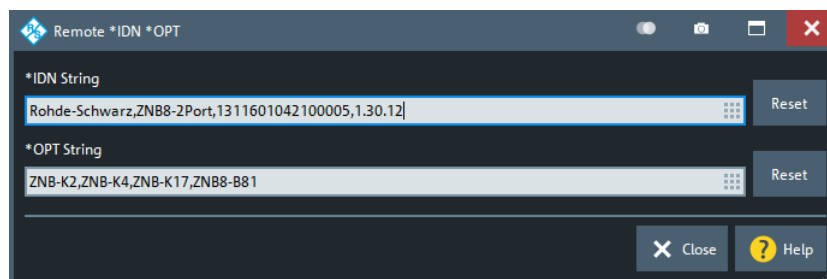 Remote *IDN *OPT
*IDN String
Rohde-Schwarz,ZNB8-2Port,1311601042100005,1.30.12
Reset
*OPT String
ZNB-K2,ZNB-K4,ZNB-K17,ZNB8-B81
Reset
Close
? Help